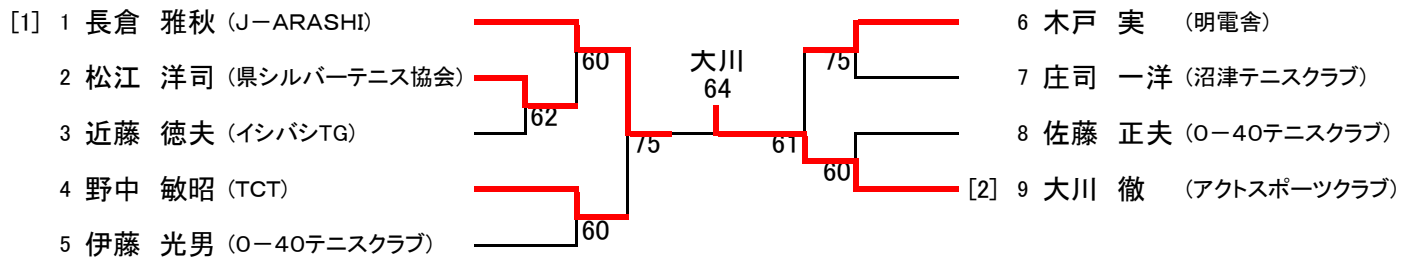 [1] 1 長倉 雅秋 (J－ARASHI)
2 松江 洋司 (県シルバーテニス協会)
3 近藤 徳夫 (イシバシTG)
4 野中 敏昭 (TCT)
5 伊藤 光男 (0－40テニスクラブ)
60
62
75
60
大川
64
75
61
60
6 木戸 実 (明電舎)
7 庄司 一洋 (沼津テニスクラブ)
8 佐藤 正夫 (0－40テニスクラブ)
[2] 9 大川 徹 (アクトスポーツクラブ)